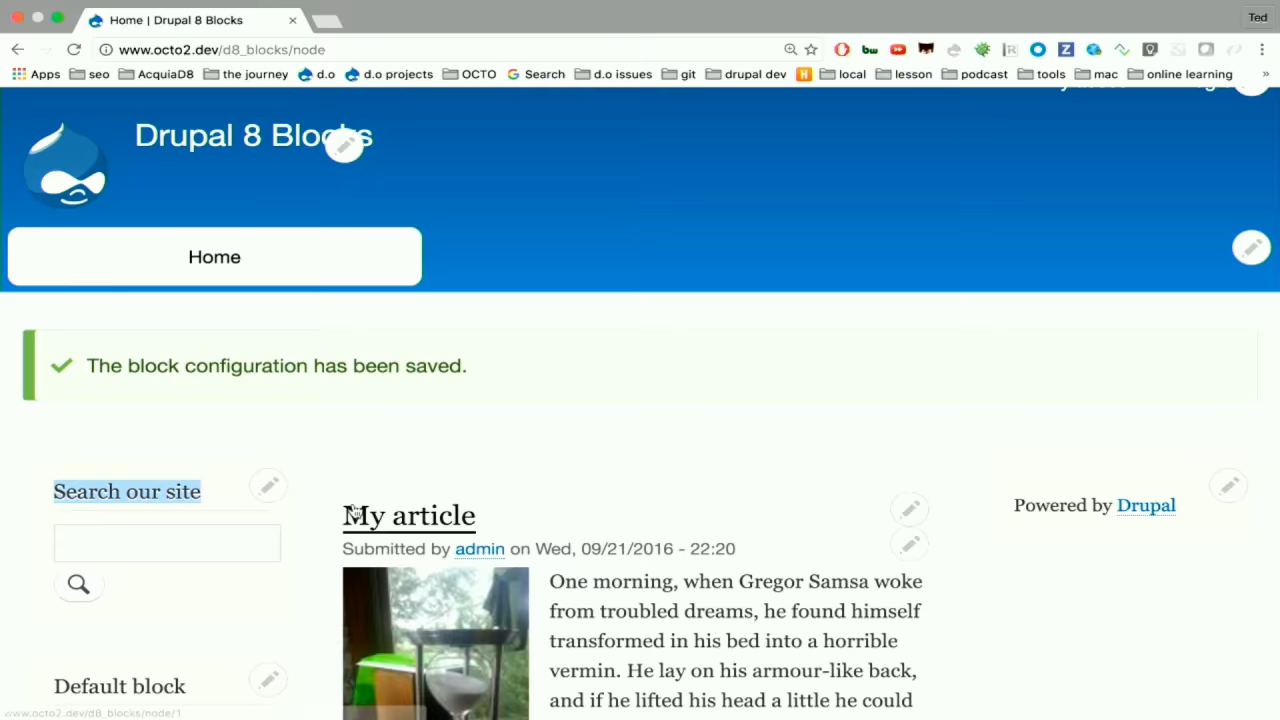 Home | Drupal 8 Blocks
Ted
www.octo2.dev/d8_blocks/node
Apps seo AcquiaD8 the journey d.o d.o projects OCTO Search d.o issues git drupal dev local lesson podcast tools mac online learning »
Drupal 8 Blocks
Home
The block configuration has been saved.
Search our site
My article
Submitted by admin on Wed, 09/21/2016 - 22:20
One morning, when Gregor Samsa woke
from troubled dreams, he found himself
transformed in his bed into a horrible
vermin. He lay on his armour-like back,
and if he lifted his head a little he could
Powered by Drupal
Default block
www.octo2.dev/d8_blocks/node/1